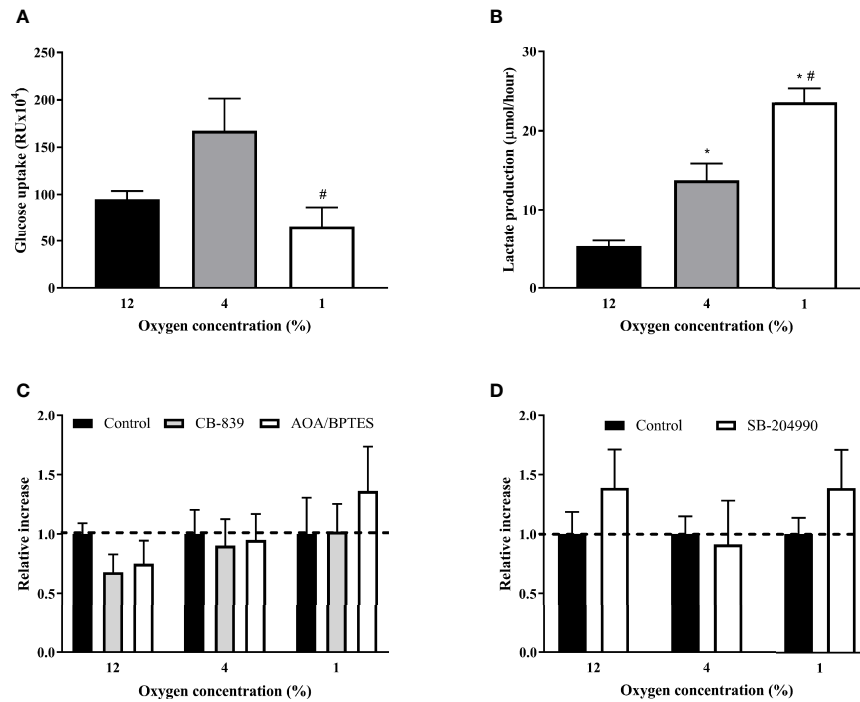 A
Glucose uptake (RUx10⁴)
250
200
150
100
50
0
#
12 4 1
Oxygen concentration (%)
B
Lactate production (µmol/hour)
30
20
10
0
*
* #
12 4 1
Oxygen concentration (%)
C
Relative increase
2.0
1.5
1.0
0.5
0.0
Control CB-839 AOA/BPTES
12 4 1
Oxygen concentration (%)
D
Relative increase
2.0
1.5
1.0
0.5
0.0
Control SB-204990
12 4 1
Oxygen concentration (%)